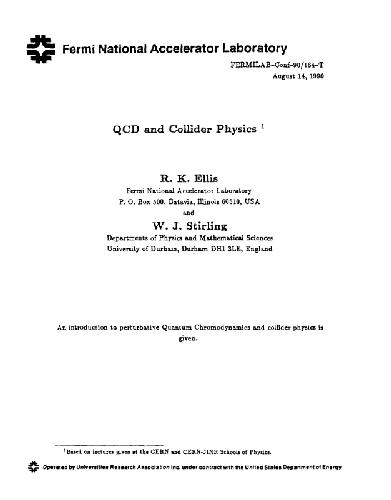 Fermi National Accelerator Laboratory
FERMILAB-Conf-90/164-T
August 14, 1990
QCD and Collider Physics 1
R. K. Ellis
Fermi National Accelerator Laboratory
P. O. Box 500, Batavia, Illinois 60510, USA
and
W. J. Stirling
Departments of Physics and Mathematical Sciences
University of Durham, Durham DH1 3LE, England
An introduction to perturbative Quantum Chromodynamics and collider physics is
given.
1Based on lectures given at the CERN and CERN-JINR Schools of Physics.
Operated by Universities Research Association Inc. under contract with the United States Department of Energy